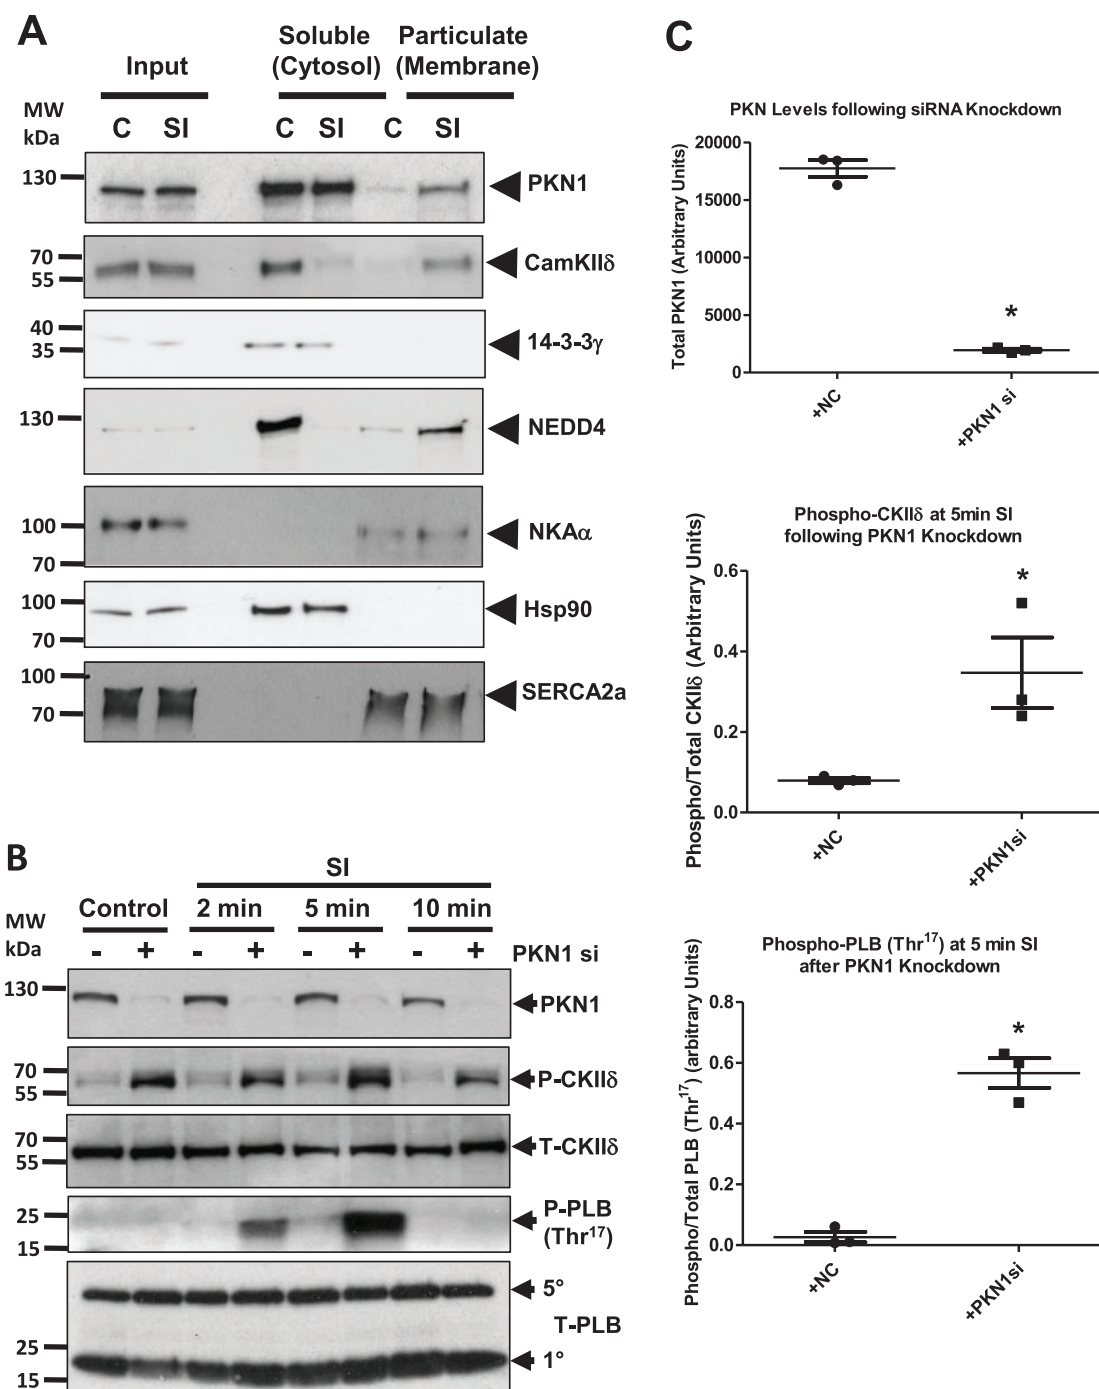 A
Input
Soluble
(Cytosol)
Particulate
(Membrane)
MW
kDa
C SI C SI C SI
130
PKN1
70
55
CamKIIδ
40
35
14-3-3γ
130
NEDD4
100
70
NKAα
100
70
Hsp90
100
70
SERCA2a
B
SI
Control 2 min 5 min 10 min
MW
kDa
- + - + - + - + PKN1 si
130
PKN1
70
55
P-CKIIδ
70
55
T-CKIIδ
25
15
P-PLB
(Thr17)
5°
T-PLB
25
15
1°
C
PKN Levels following siRNA Knockdown
Total PKN1 (Arbitrary Units)
20000
15000
10000
5000
0
*
+NC
+PKN1 si
Phospho-CKIIδ at 5min SI
following PKN1 Knockdown
Phospho/Total CKIIδ (Arbitrary Units)
0.6
0.4
0.2
0.0
*
+NC
+PKN1si
Phospho-PLB (Thr17) at 5 min SI
after PKN1 Knockdown
Phospho/Total PLB (Thr17) (arbitrary Units)
0.8
0.6
0.4
0.2
0.0
*
+NC
+PKN1si